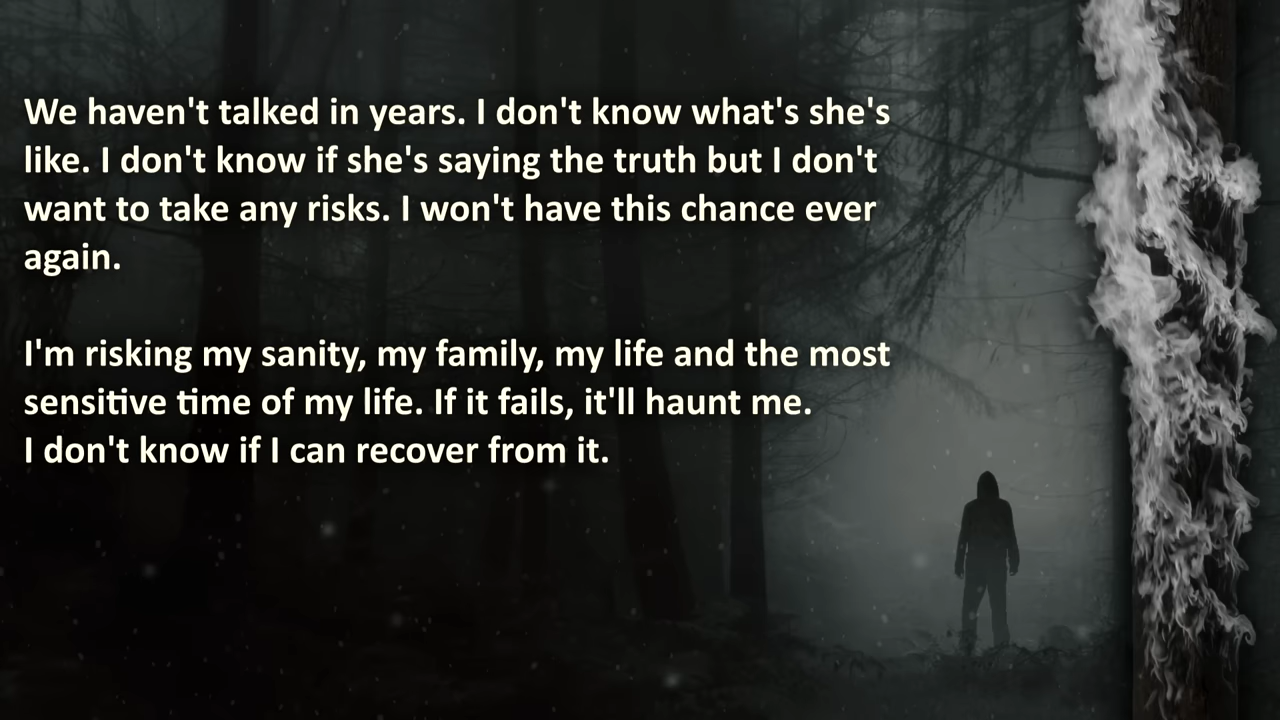 We haven't talked in years. I don't know what's she's
like. I don't know if she's saying the truth but I don't
want to take any risks. I won't have this chance ever
again.
I'm risking my sanity, my family, my life and the most
sensitive time of my life. If it fails, it'll haunt me.
I don't know if I can recover from it.